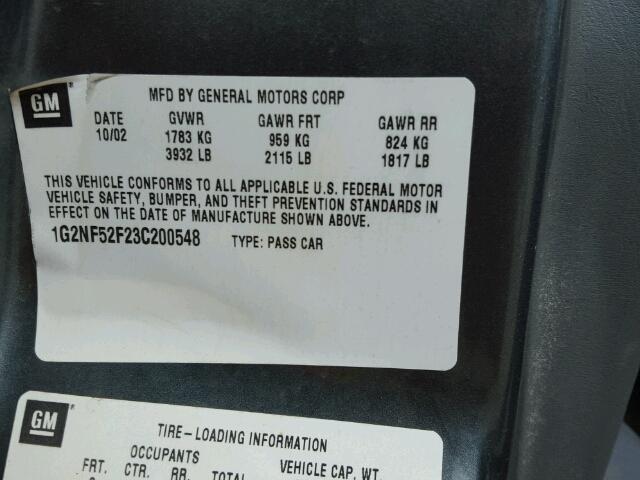 GM
MFD BY GENERAL MOTORS CORP
DATE GVWR GAWR FRT GAWR RR
10/02 1783 KG 959 KG 824 KG
3932 LB 2115 LB 1817 LB
THIS VEHICLE CONFORMS TO ALL APPLICABLE U.S. FEDERAL MOTOR
VEHICLE SAFETY, BUMPER, AND THEFT PREVENTION STANDARDS IN
EFFECT ON THE DATE OF MANUFACTURE SHOWN ABOVE.
1G2NF52F23C200548 TYPE: PASS CAR
GM
TIRE-LOADING INFORMATION
OCCUPANTS VEHICLE CAP. WT.
FRT. CTR. RR. TOTAL